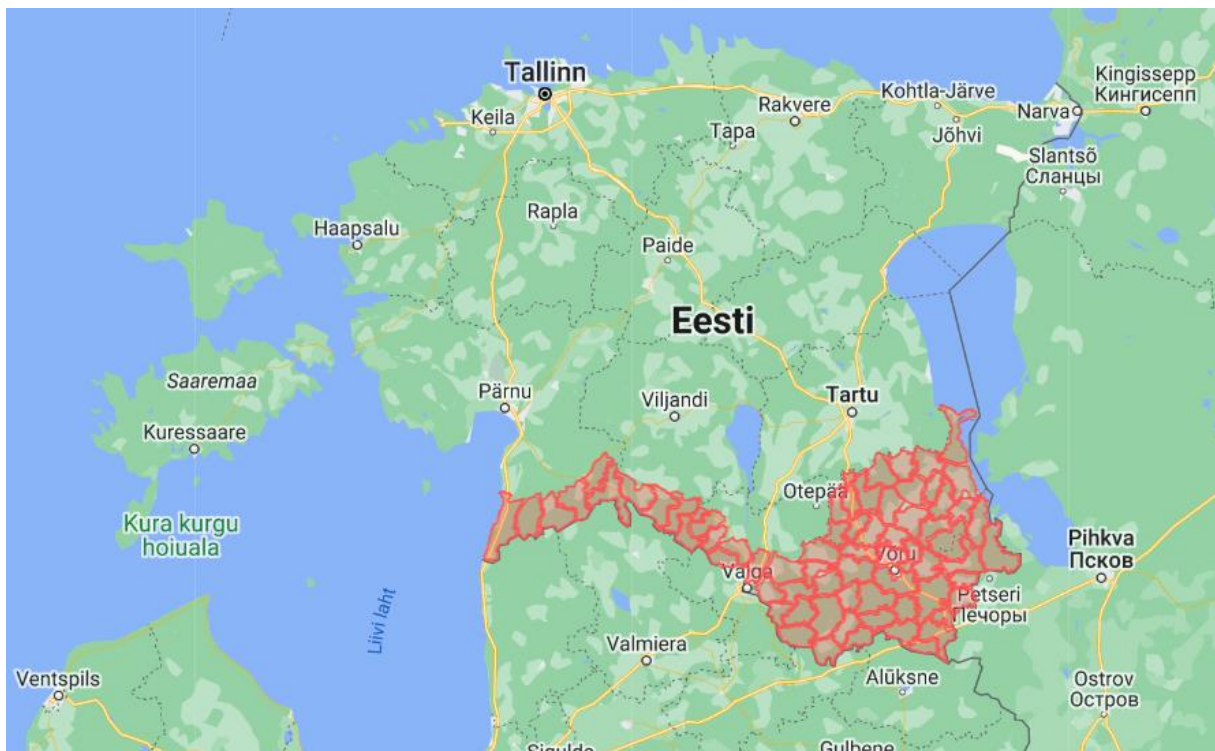 Tallinn
Keila
Rakvere
Tapa
Kohtla-Järve
Jõhvi
Narva
Kingissepp
Кингисепп
Slantsõ
Сланцы
Haapsalu
Rapla
Paide
Eesti
Saaremaa
Kuressaare
Pärnu
Viljandi
Tartu
Otepää
Kura kurgu
hoiuala
Võru
Valga
Petseri
Печоры
Pihkva
Псков
Liivi laht
Valmiera
Ventspils
Alūksne
Ostrov
Остров
Sigulda
Gulbene